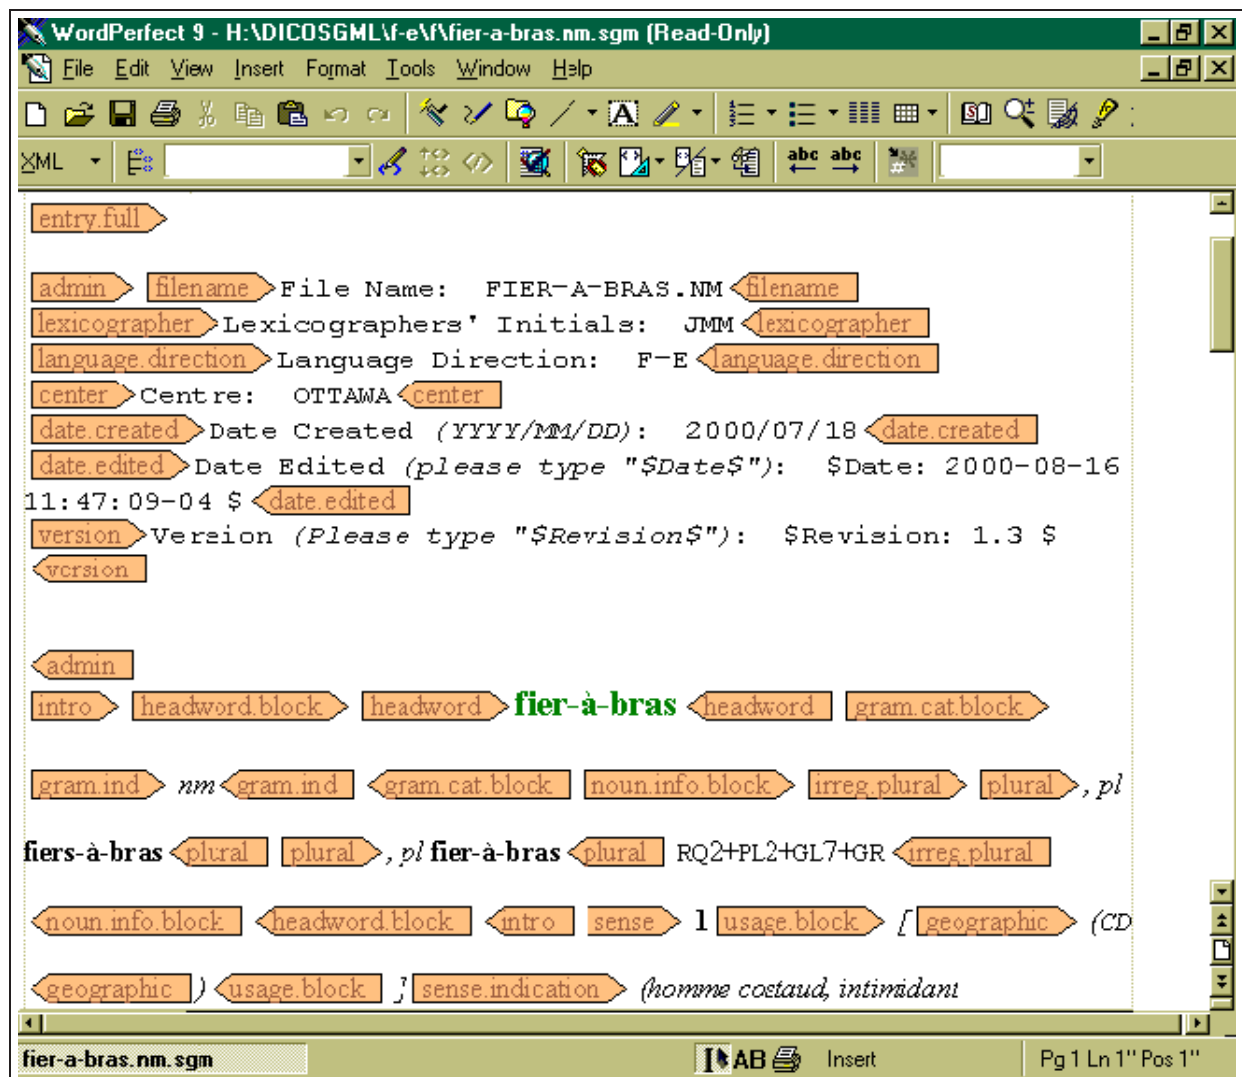 WordPerfect 9 - H:\DICOSGML\f-e\f\fier-a-bras.nm.sgm (Read-Only)
File Edit View Insert Format Tools Window Help
XML abc abc
entry.full
admin filename File Name: FIER-A-BRAS.NM filename
lexicographer Lexicographers' Initials: JMM lexicographer
language.direction Language Direction: F-E language.direction
center Centre: OTTAWA center
date.created Date Created (YYYY/MM/DD): 2000/07/18 date.created
date.edited Date Edited (please type "$Date$"): $Date: 2000-08-16
11:47:09-04 $ date.edited
version Version (Please type "$Revision$"): $Revision: 1.3 $
version
admin
intro headword.block headword fier-à-bras headword gram.cat.block
gram.ind nm gram.ind gram.cat.block noun.info.block irreg.plural plural , pl
fiers-à-bras plural plural , pl fier-à-bras plural RQ2+PL2+GL7+GR irreg.plural
noun.info.block headword.block intro sense 1 usage.block [ geographic (CD
geographic ) usage.block ] sense.indication (homme costaud, intimidant
fier-a-bras.nm.sgm AB Insert Pg 1 Ln 1" Pos 1"